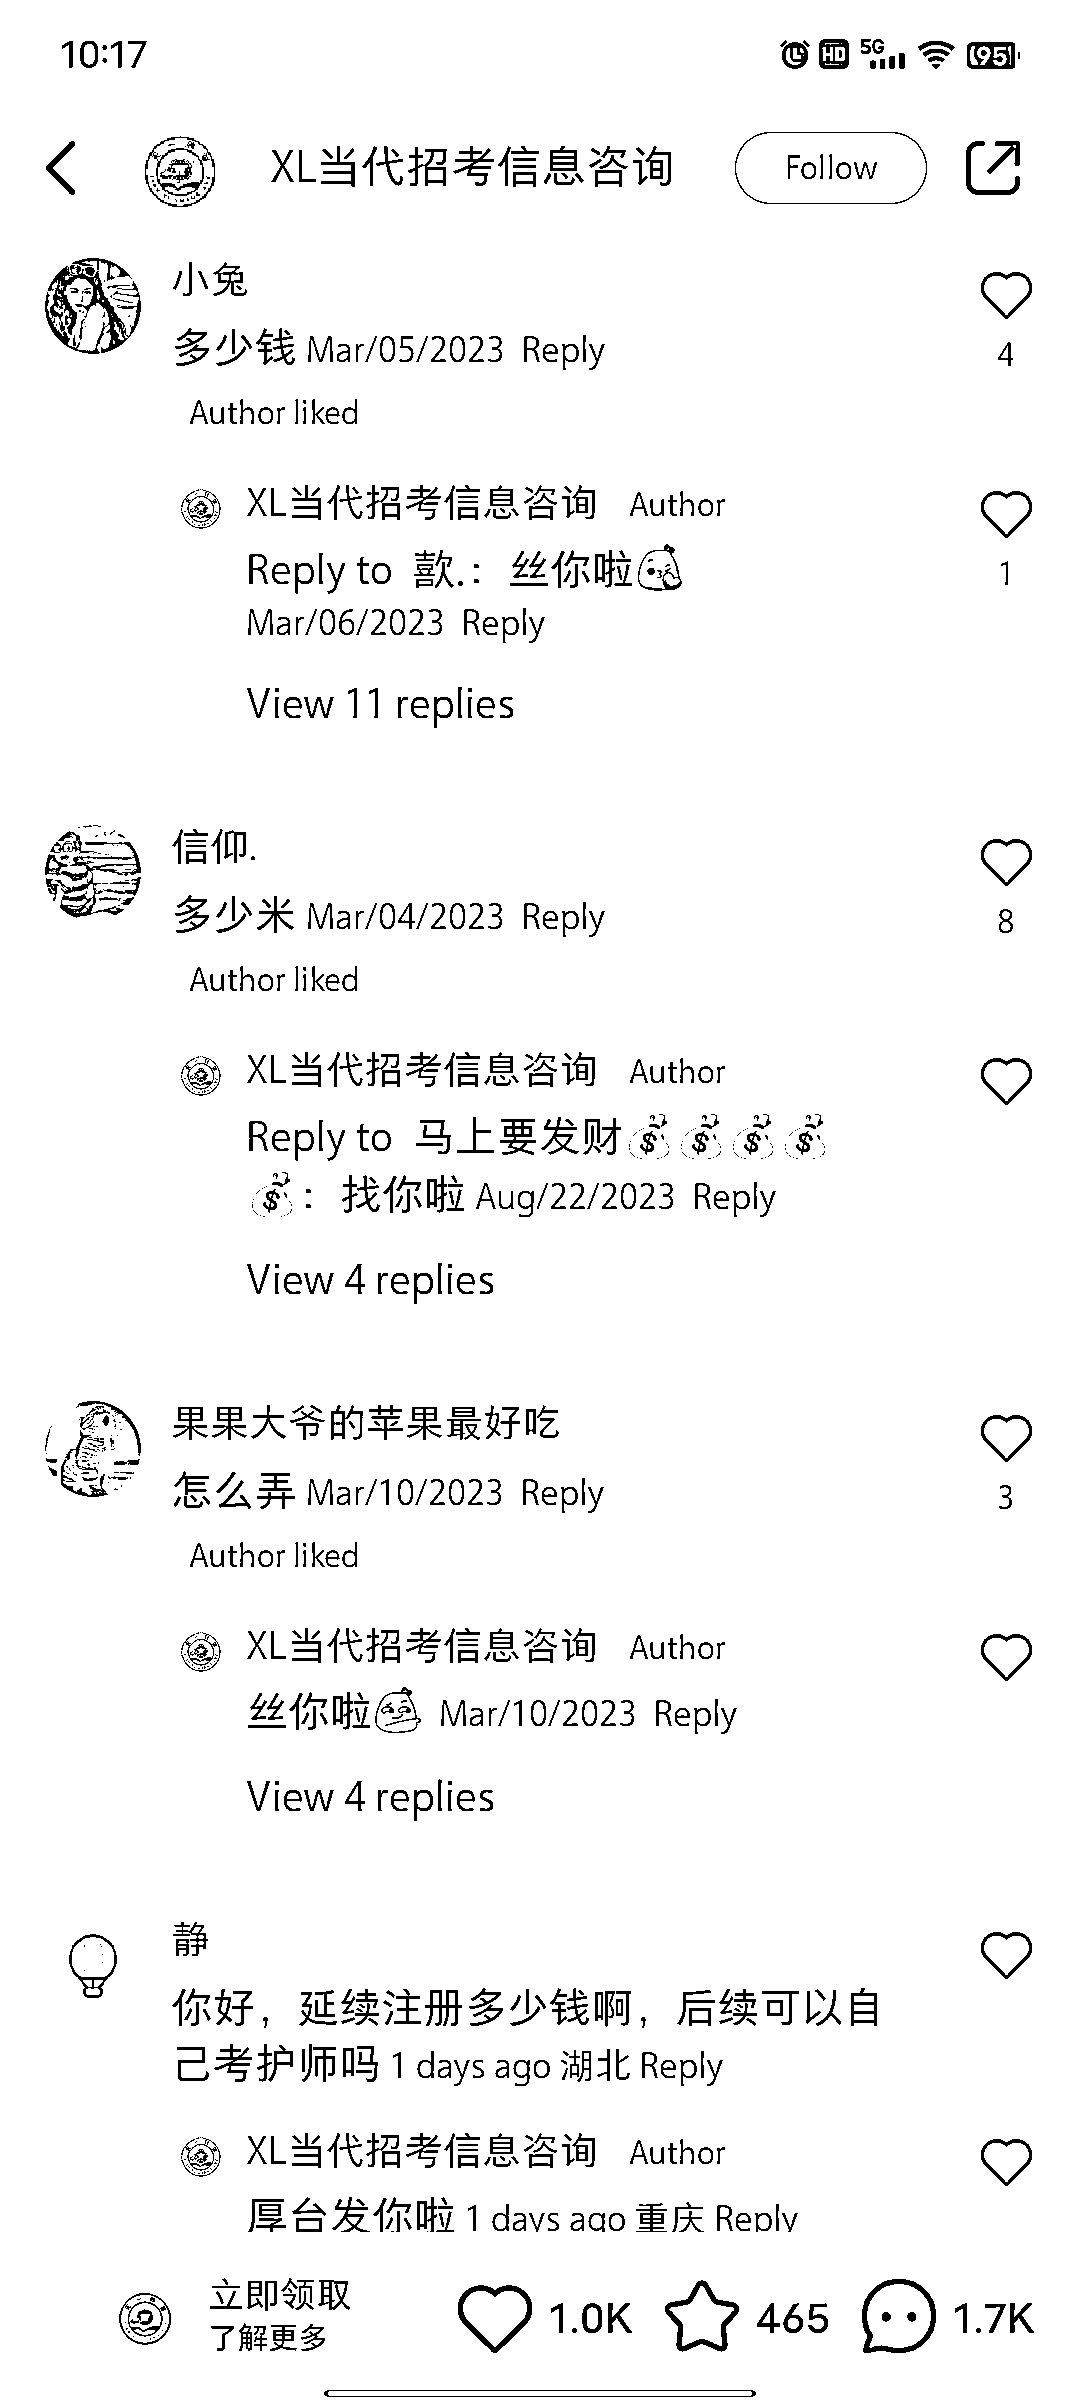 10:17
HD 5G 95
XL当代招考信息咨询 Follow
小兔
多少钱 Mar/05/2023 Reply
4
Author liked
XL当代招考信息咨询 Author
Reply to 歖.：丝你啦
1
Mar/06/2023 Reply
View 11 replies
信仰.
多少米 Mar/04/2023 Reply
8
Author liked
XL当代招考信息咨询 Author
Reply to 马上要发财💰💰💰💰
💰：找你啦 Aug/22/2023 Reply
View 4 replies
果果大爷的苹果最好吃
怎么弄 Mar/10/2023 Reply
3
Author liked
XL当代招考信息咨询 Author
丝你啦 Mar/10/2023 Reply
View 4 replies
静
你好，延续注册多少钱啊，后续可以自
己考护师吗 1 days ago 湖北 Reply
XL当代招考信息咨询 Author
厚台发你啦 1 days ago 重庆 Reply
立即领取
了解更多
1.0K 465 1.7K